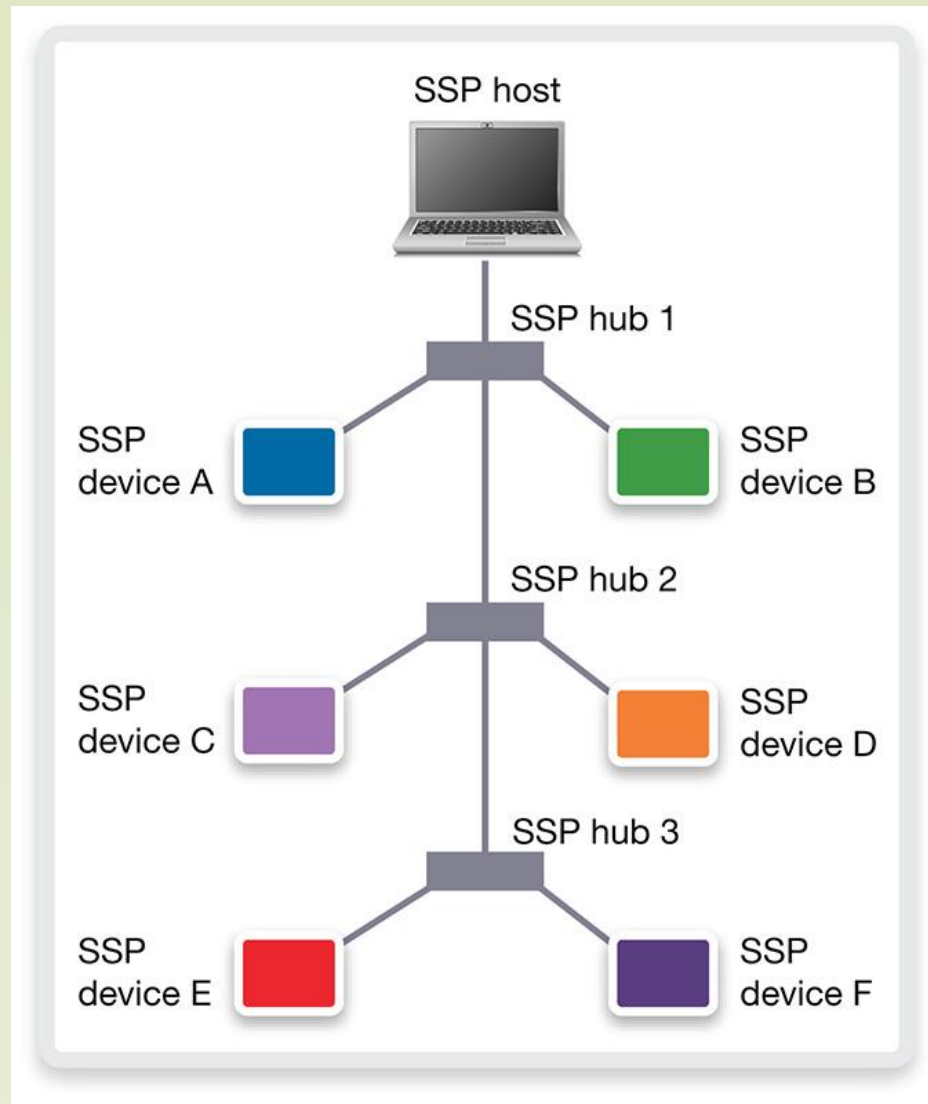 SSP host
SSP hub 1
SSP
device A
SSP
device B
SSP hub 2
SSP
device C
SSP
device D
SSP hub 3
SSP
device E
SSP
device F